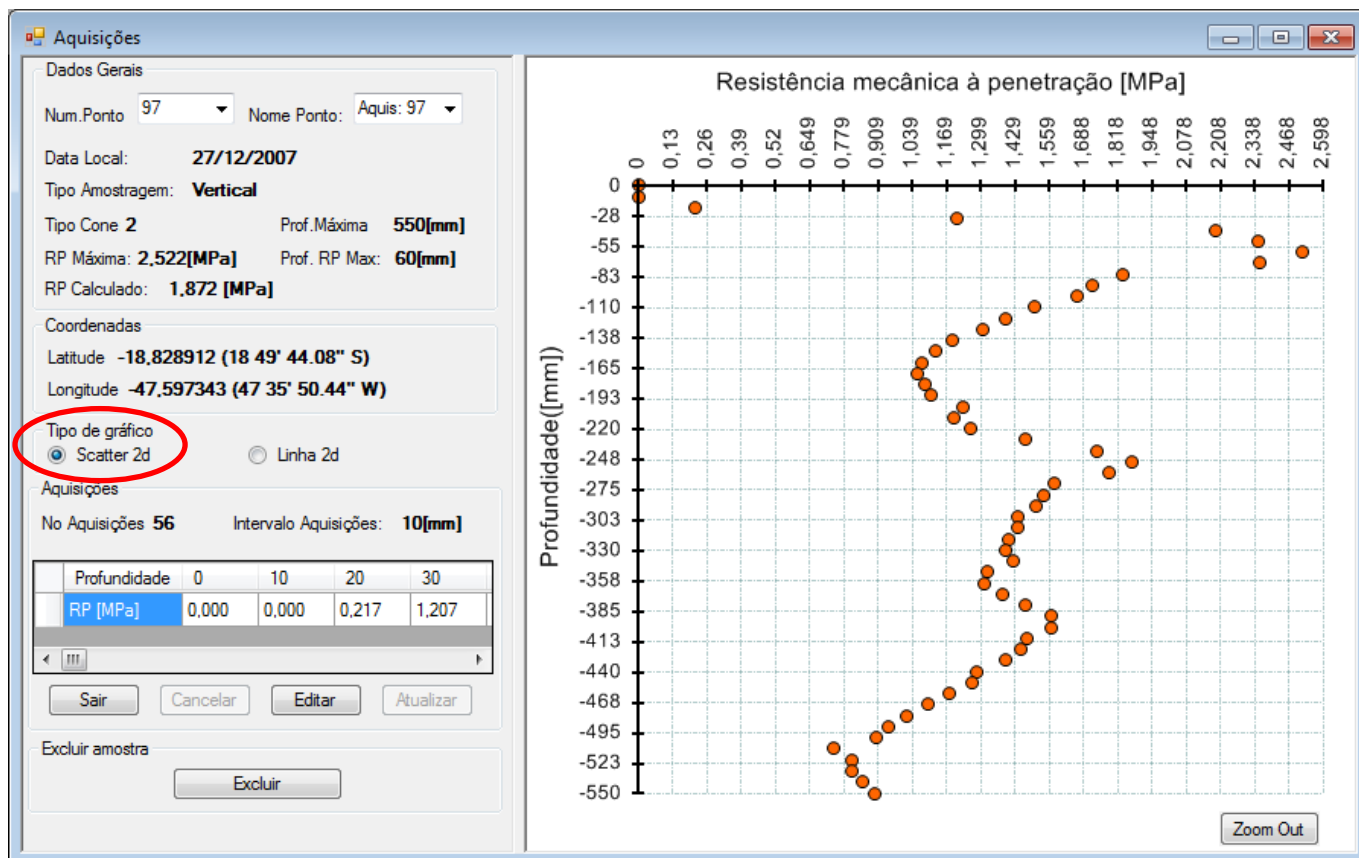 Aquisições
Dados Gerais
Num.Ponto 97 Nome Ponto: Aquis: 97
Data Local: 27/12/2007
Tipo Amostragem: Vertical
Tipo Cone 2 Prof.Máxima 550[mm]
RP Máxima: 2,522[MPa] Prof. RP Max: 60[mm]
RP Calculado: 1,872 [MPa]
Coordenadas
Latitude -18,828912 (18 49' 44.08" S)
Longitude -47,597343 (47 35' 50.44" W)
Tipo de gráfico
Scatter 2d Linha 2d
Aquisições
No Aquisições 56 Intervalo Aquisições: 10[mm]
Profundidade 0 10 20 30
RP [MPa] 0,000 0,000 0,217 1,207
Sair Cancelar Editar Atualizar
Excluir amostra
Excluir
Resistência mecânica à penetração [MPa]
0 0,13 0,26 0,39 0,52 0,649 0,779 0,909 1,039 1,169 1,299 1,429 1,559 1,688 1,818 1,948 2,078 2,208 2,338 2,468 2,598
Profundidade([mm])
0
-28
-55
-83
-110
-138
-165
-193
-220
-248
-275
-303
-330
-358
-385
-413
-440
-468
-495
-523
-550
Zoom Out